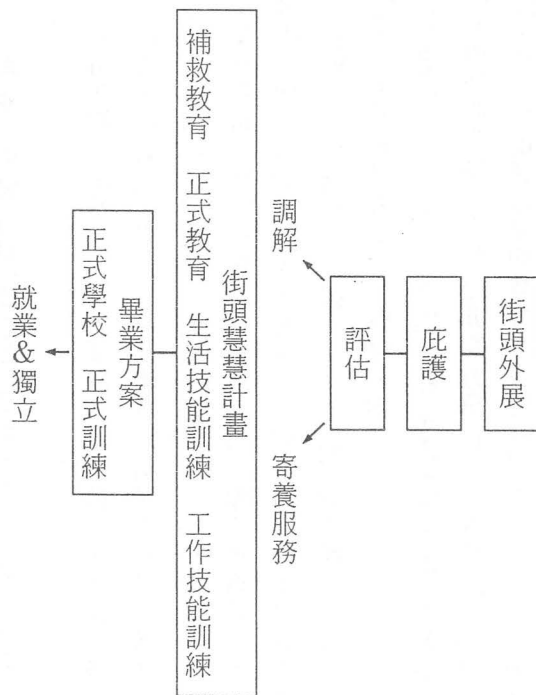 街頭外展
庇護
評估
調解
寄養服務
街頭慧慧計畫
補救教育 正式教育 生活技能訓練 工作技能訓練
畢業方案
正式學校 正式訓練
就業&獨立